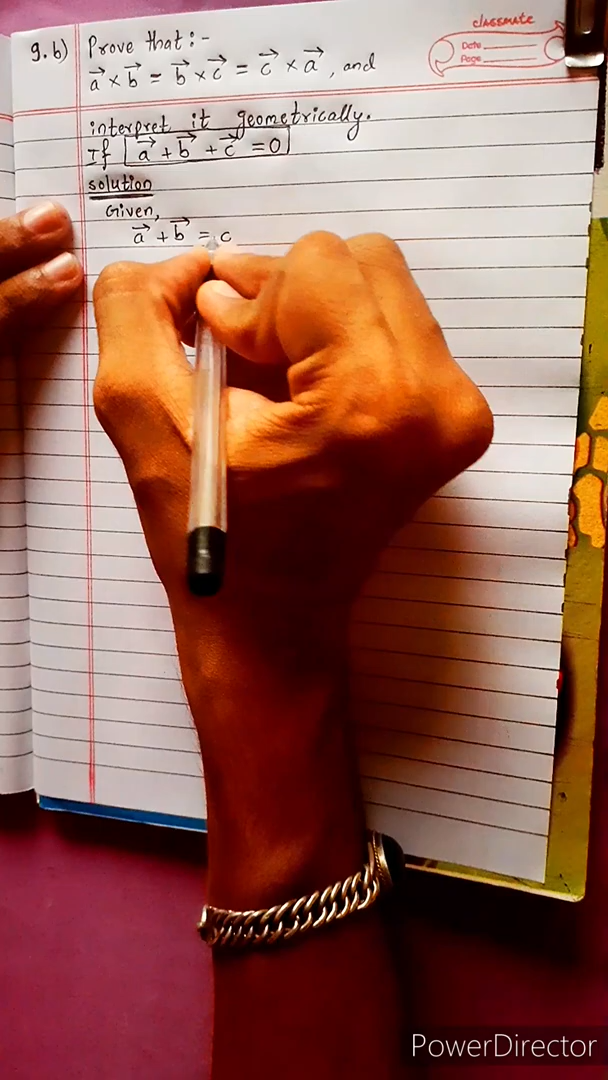 classmate
Date
Page
9. b) Prove that :-
a⃗ × b⃗ = b⃗ × c⃗ = c⃗ × a⃗ , and
interpret it geometrically.
If a⃗ + b⃗ + c⃗ = 0
solution
Given,
a⃗ + b⃗ = c
PowerDirector